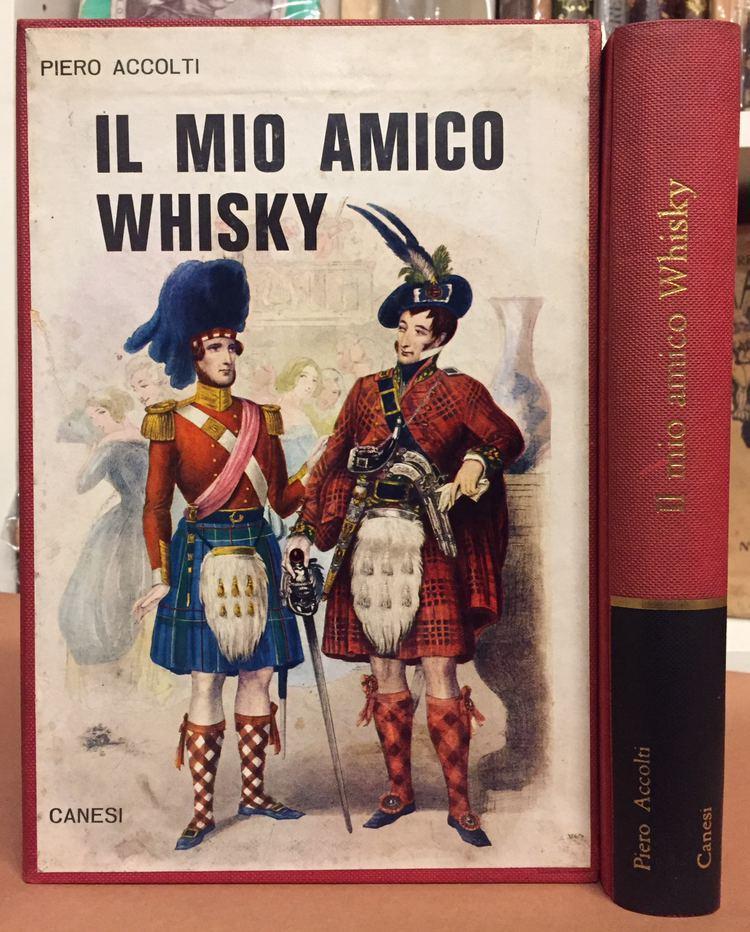 PIERO ACCOLTI
IL MIO AMICO
WHISKY
CANESI
Il mio amico Whisky
Piero Accolti
Canesi